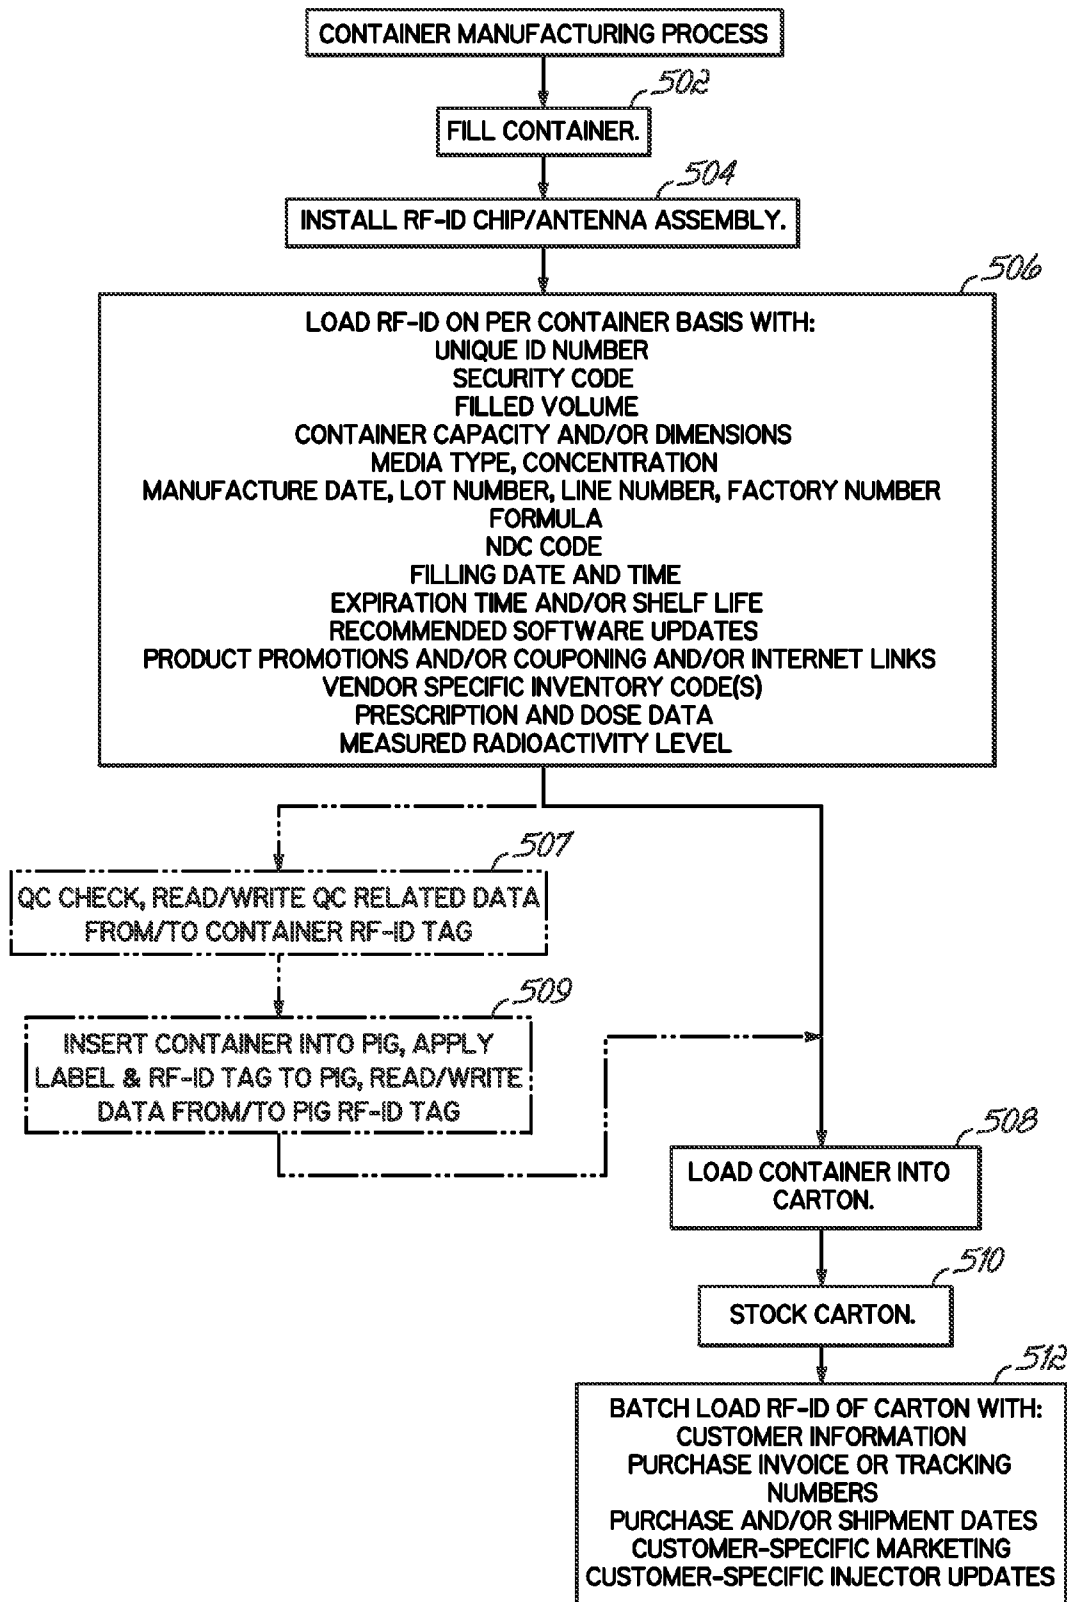 CONTAINER MANUFACTURING PROCESS
502
FILL CONTAINER.
504
INSTALL RF-ID CHIP/ANTENNA ASSEMBLY.
506
LOAD RF-ID ON PER CONTAINER BASIS WITH:
UNIQUE ID NUMBER
SECURITY CODE
FILLED VOLUME
CONTAINER CAPACITY AND/OR DIMENSIONS
MEDIA TYPE, CONCENTRATION
MANUFACTURE DATE, LOT NUMBER, LINE NUMBER, FACTORY NUMBER
FORMULA
NDC CODE
FILLING DATE AND TIME
EXPIRATION TIME AND/OR SHELF LIFE
RECOMMENDED SOFTWARE UPDATES
PRODUCT PROMOTIONS AND/OR COUPONING AND/OR INTERNET LINKS
VENDOR SPECIFIC INVENTORY CODE(S)
PRESCRIPTION AND DOSE DATA
MEASURED RADIOACTIVITY LEVEL
507
QC CHECK, READ/WRITE QC RELATED DATA
FROM/TO CONTAINER RF-ID TAG
509
INSERT CONTAINER INTO PIG, APPLY
LABEL & RF-ID TAG TO PIG, READ/WRITE
DATA FROM/TO PIG RF-ID TAG
508
LOAD CONTAINER INTO
CARTON.
510
STOCK CARTON.
512
BATCH LOAD RF-ID OF CARTON WITH:
CUSTOMER INFORMATION
PURCHASE INVOICE OR TRACKING
NUMBERS
PURCHASE AND/OR SHIPMENT DATES
CUSTOMER-SPECIFIC MARKETING
CUSTOMER-SPECIFIC INJECTOR UPDATES